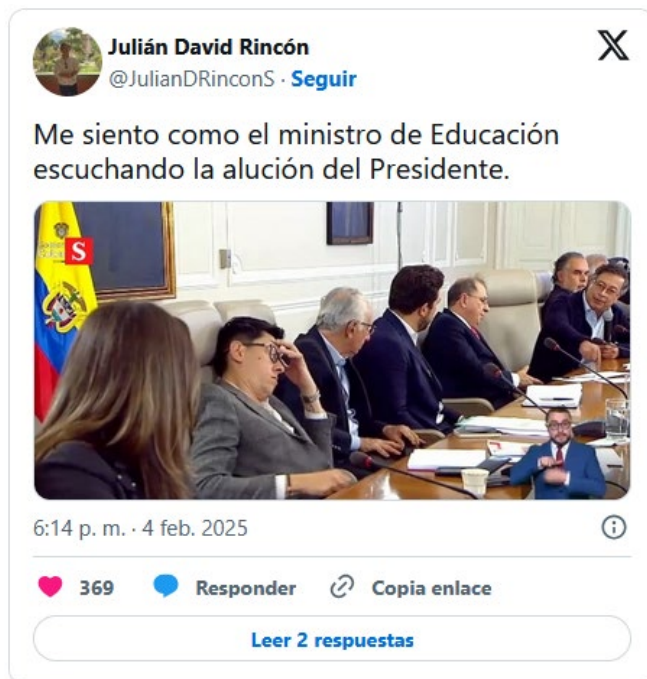 Julián David Rincón
@JulianDRinconS · Seguir
Me siento como el ministro de Educación
escuchando la alución del Presidente.
S
6:14 p. m. · 4 feb. 2025
369 Responder Copia enlace
Leer 2 respuestas